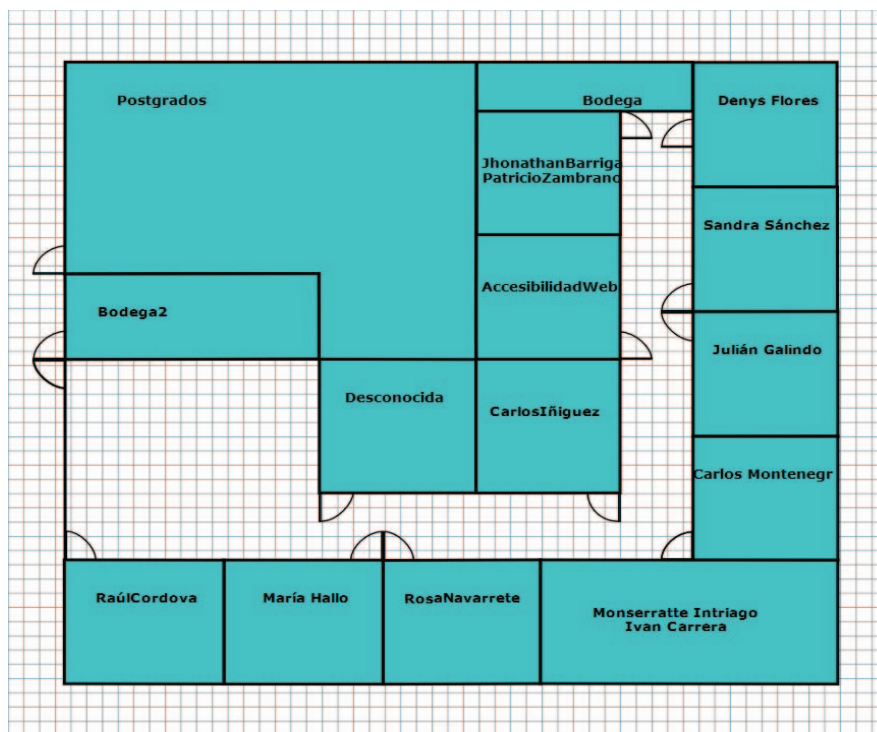 Postgrados
Bodega
Denys Flores
JhonathanBarriga
PatricioZambrano
Sandra Sánchez
AccesibilidadWeb
Bodega2
Julián Galindo
Desconocida
CarlosIñiguez
Carlos Montenegr
RaúlCordova
María Hallo
RosaNavarrete
Monserratte Intriago
Ivan Carrera